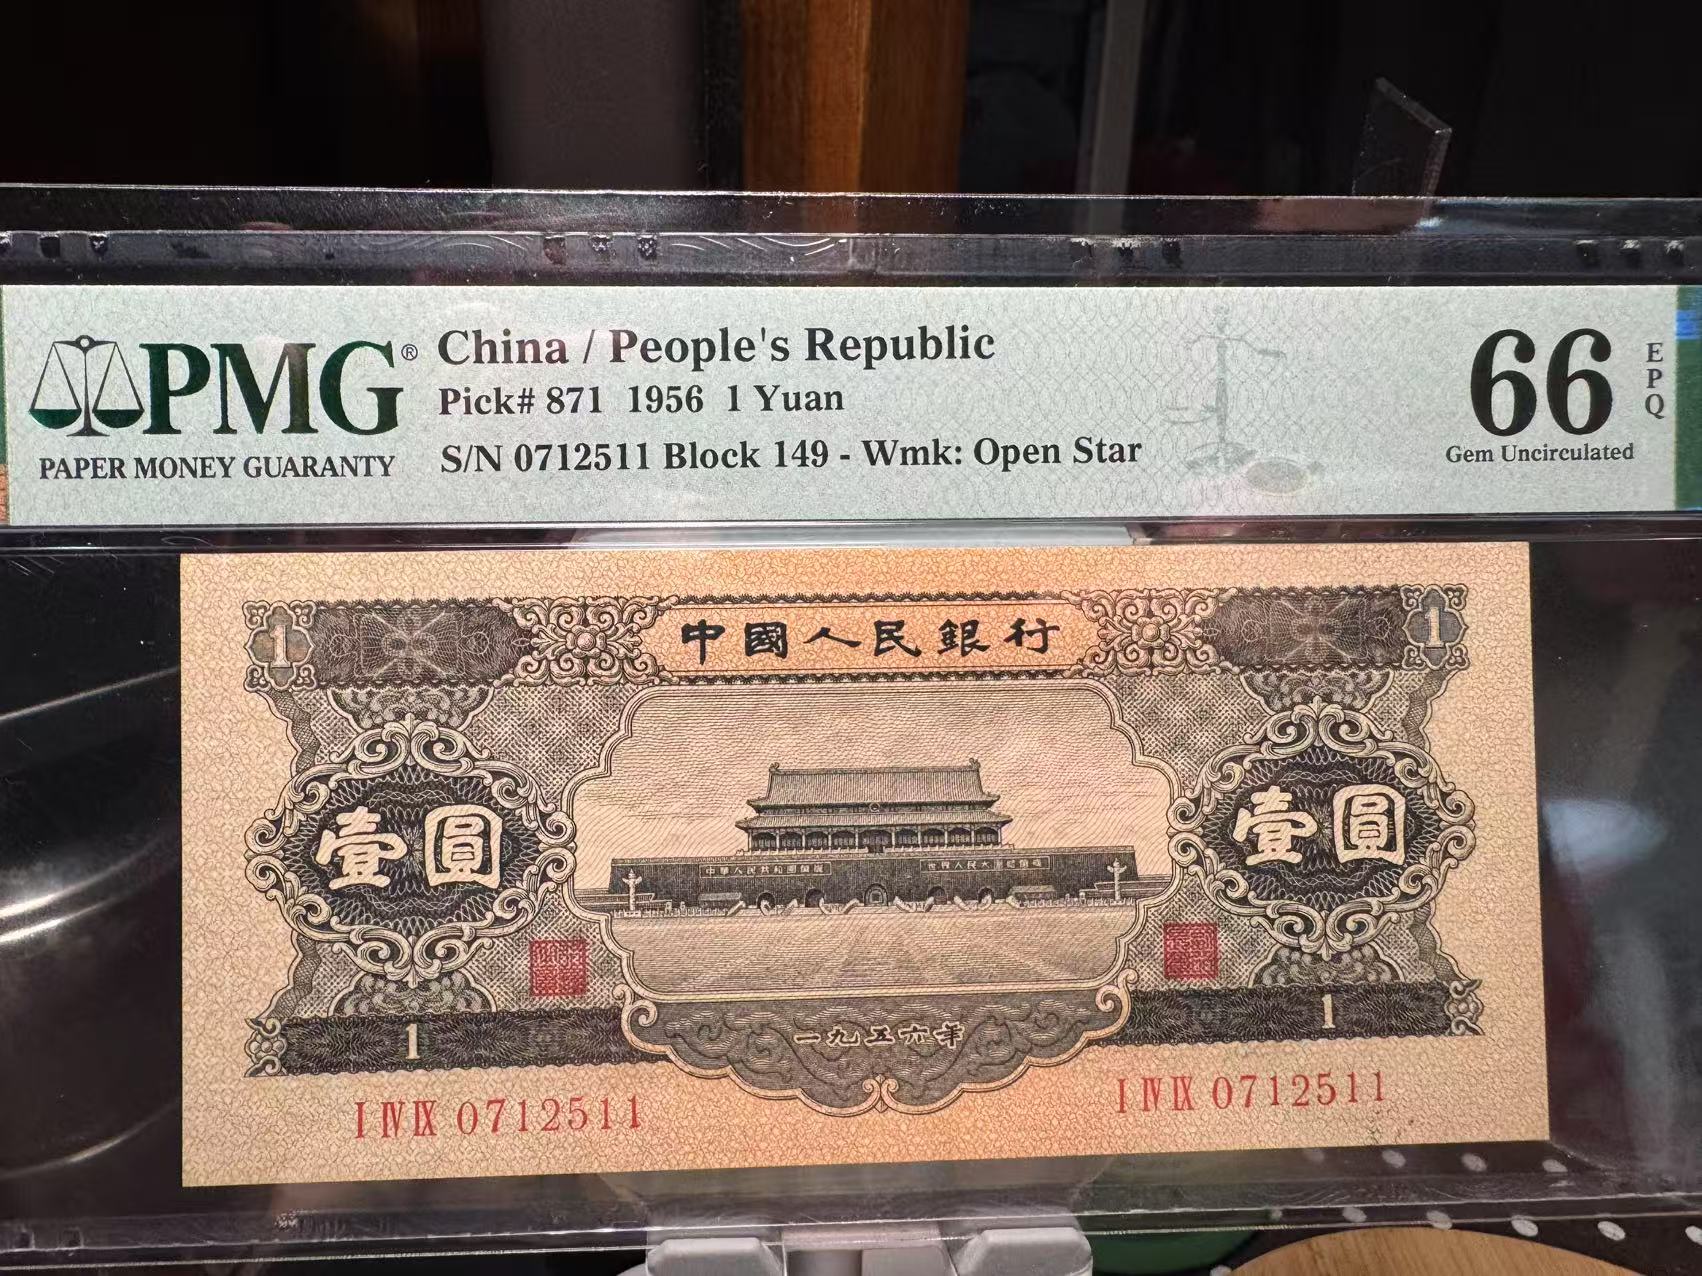 PMG®
PAPER MONEY GUARANTY
China / People's Republic
Pick# 871 1956 1 Yuan
S/N 0712511 Block 149 - Wmk: Open Star
66
EPQ
Gem Uncirculated
1
中國人民銀行
1
壹圓
壹圓
1
一九五六年
1
I IV IX 0712511
I IV IX 0712511